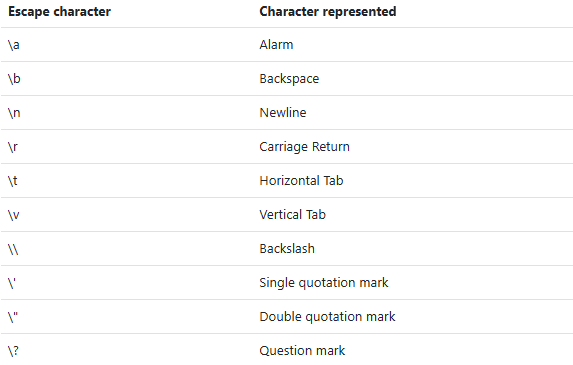 Escape character Character represented
\a Alarm
\b Backspace
\n Newline
\r Carriage Return
\t Horizontal Tab
\v Vertical Tab
\\ Backslash
\' Single quotation mark
\" Double quotation mark
\? Question mark